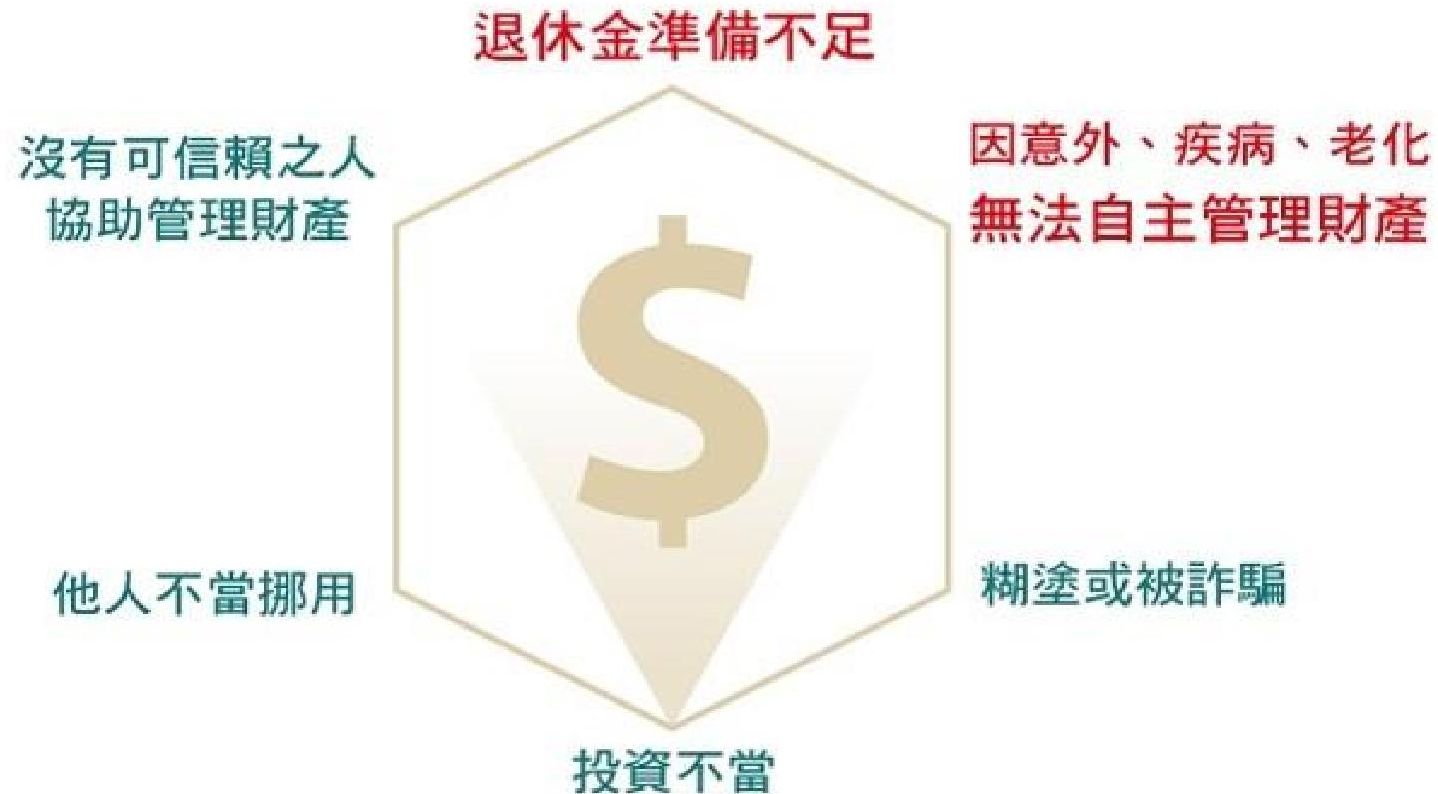 退休金準備不足
沒有可信賴之人
協助管理財產
因意外、疾病、老化
無法自主管理財產
$
他人不當挪用
糊塗或被詐騙
投資不當